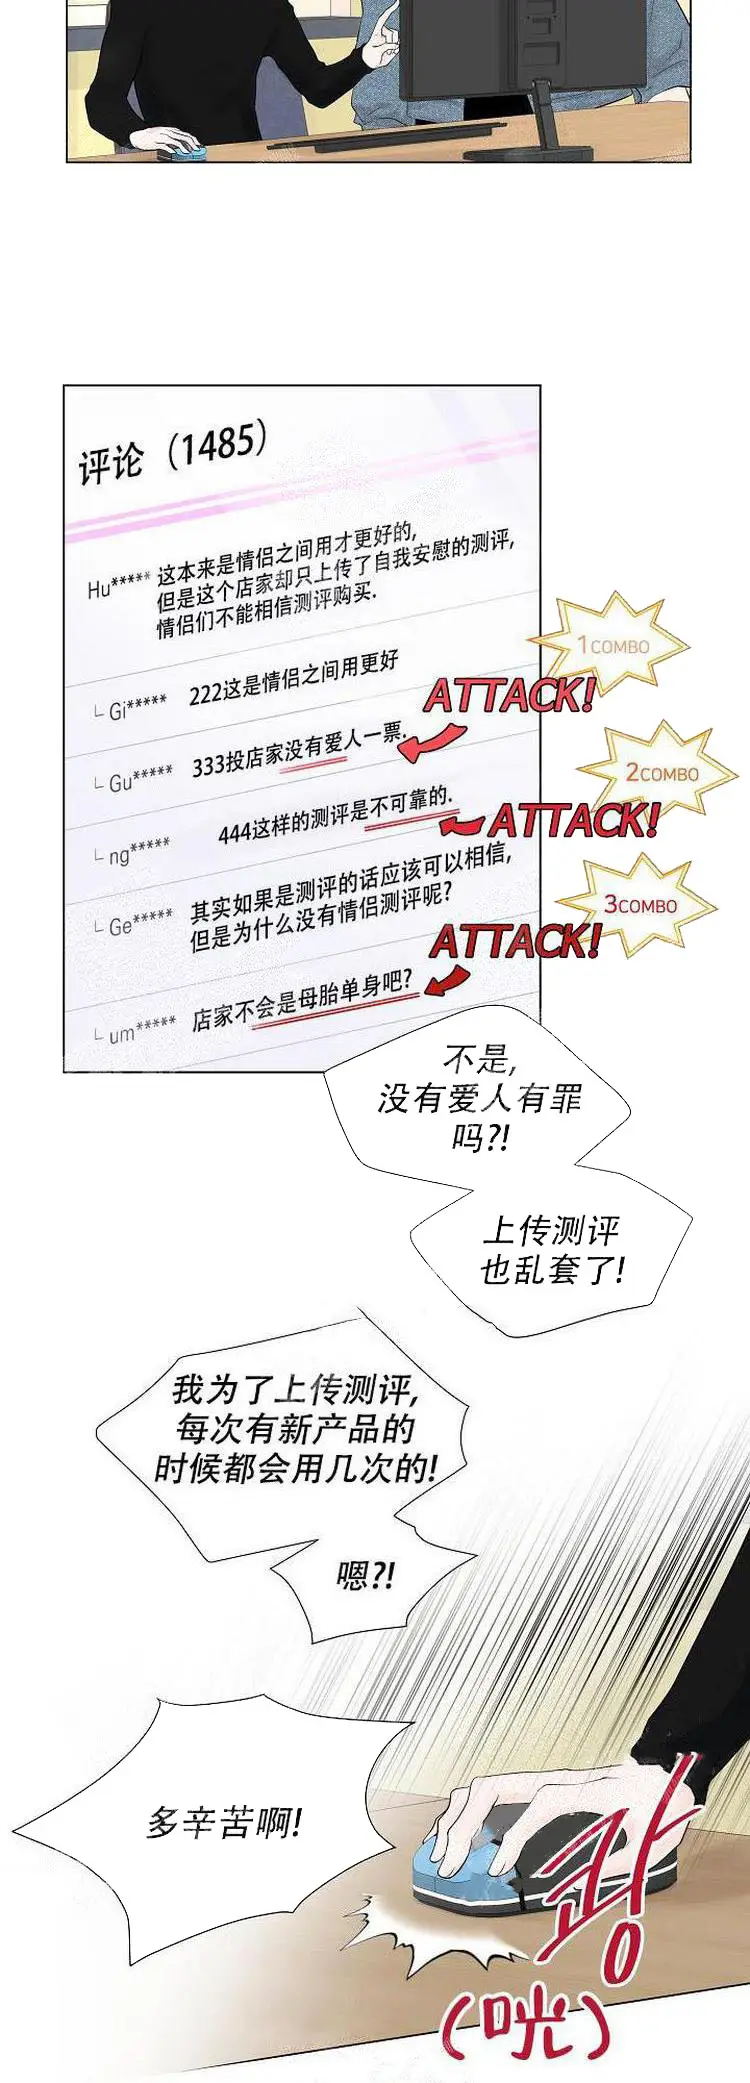 评论（1485）
Hu***** 这本来是情侣之间用才更好的,
但是这个店家却只上传了自我安慰的测评,
情侣们不能相信测评购买.
└ Gi***** 222这是情侣之间用更好
└ Gu***** 333投店家没有爱人一票.
└ ng***** 444这样的测评是不可靠的.
└ Ge***** 其实如果是测评的话应该可以相信,
但是为什么没有情侣测评呢?
└ um***** 店家不会是母胎单身吧?
1COMBO
ATTACK!
2COMBO
ATTACK!
3COMBO
ATTACK!
不是,
没有爱人有罪
吗?!
上传测评
也乱套了!
我为了上传测评,
每次有新产品的
时候都会用几次的!
嗯?!
多辛苦啊!
쾅
(咣)